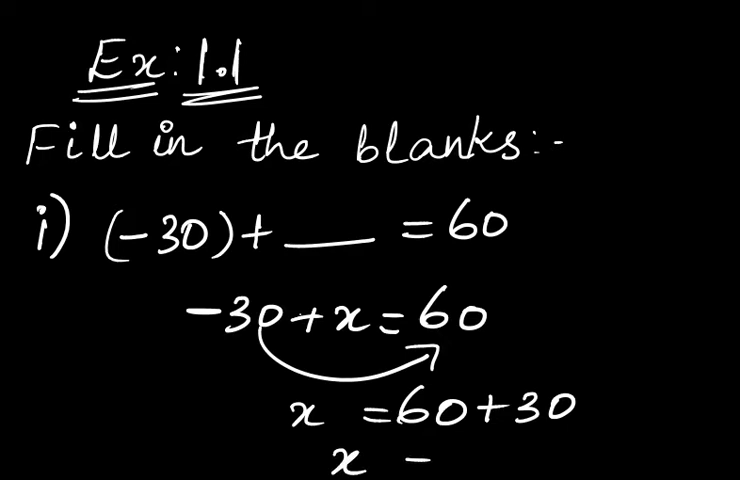 Ex: 1.1
Fill in the blanks:-
i) (-30) + ___ = 60
-30 + x = 60
x = 60 + 30
x =